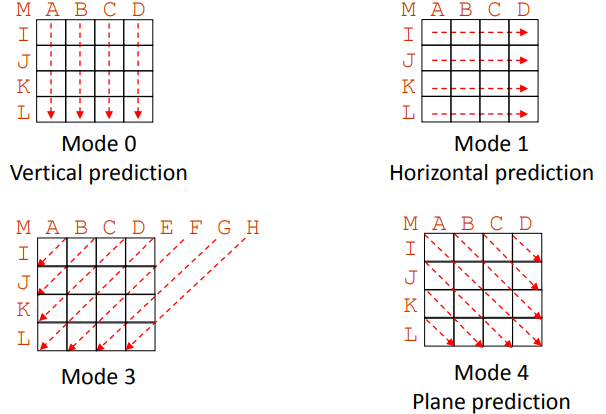 M A B C D
I
J
K
L
Mode 0
Vertical prediction
M A B C D
I
J
K
L
Mode 1
Horizontal prediction
M A B C D E F G H
I
J
K
L
Mode 3
M A B C D
I
J
K
L
Mode 4
Plane prediction